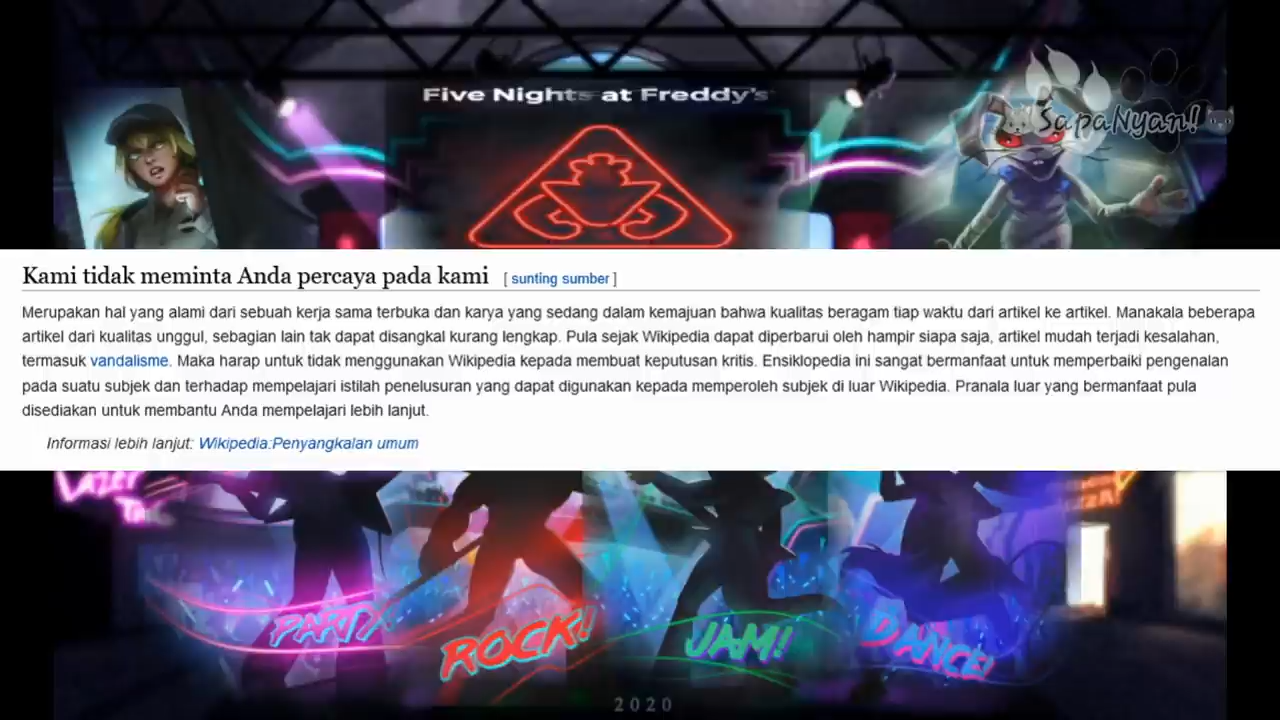 Five Nights at Freddy's
SapaNyan!
Kami tidak meminta Anda percaya pada kami [ sunting sumber ]
Merupakan hal yang alami dari sebuah kerja sama terbuka dan karya yang sedang dalam kemajuan bahwa kualitas beragam tiap waktu dari artikel ke artikel. Manakala beberapa
artikel dari kualitas unggul, sebagian lain tak dapat disangkal kurang lengkap. Pula sejak Wikipedia dapat diperbarui oleh hampir siapa saja, artikel mudah terjadi kesalahan,
termasuk vandalisme. Maka harap untuk tidak menggunakan Wikipedia kepada membuat keputusan kritis. Ensiklopedia ini sangat bermanfaat untuk memperbaiki pengenalan
pada suatu subjek dan terhadap mempelajari istilah penelusuran yang dapat digunakan kepada memperoleh subjek di luar Wikipedia. Pranala luar yang bermanfaat pula
disediakan untuk membantu Anda mempelajari lebih lanjut.
Informasi lebih lanjut: Wikipedia:Penyangkalan umum
PARTY
ROCK!
JAM!
DANCE!
2020